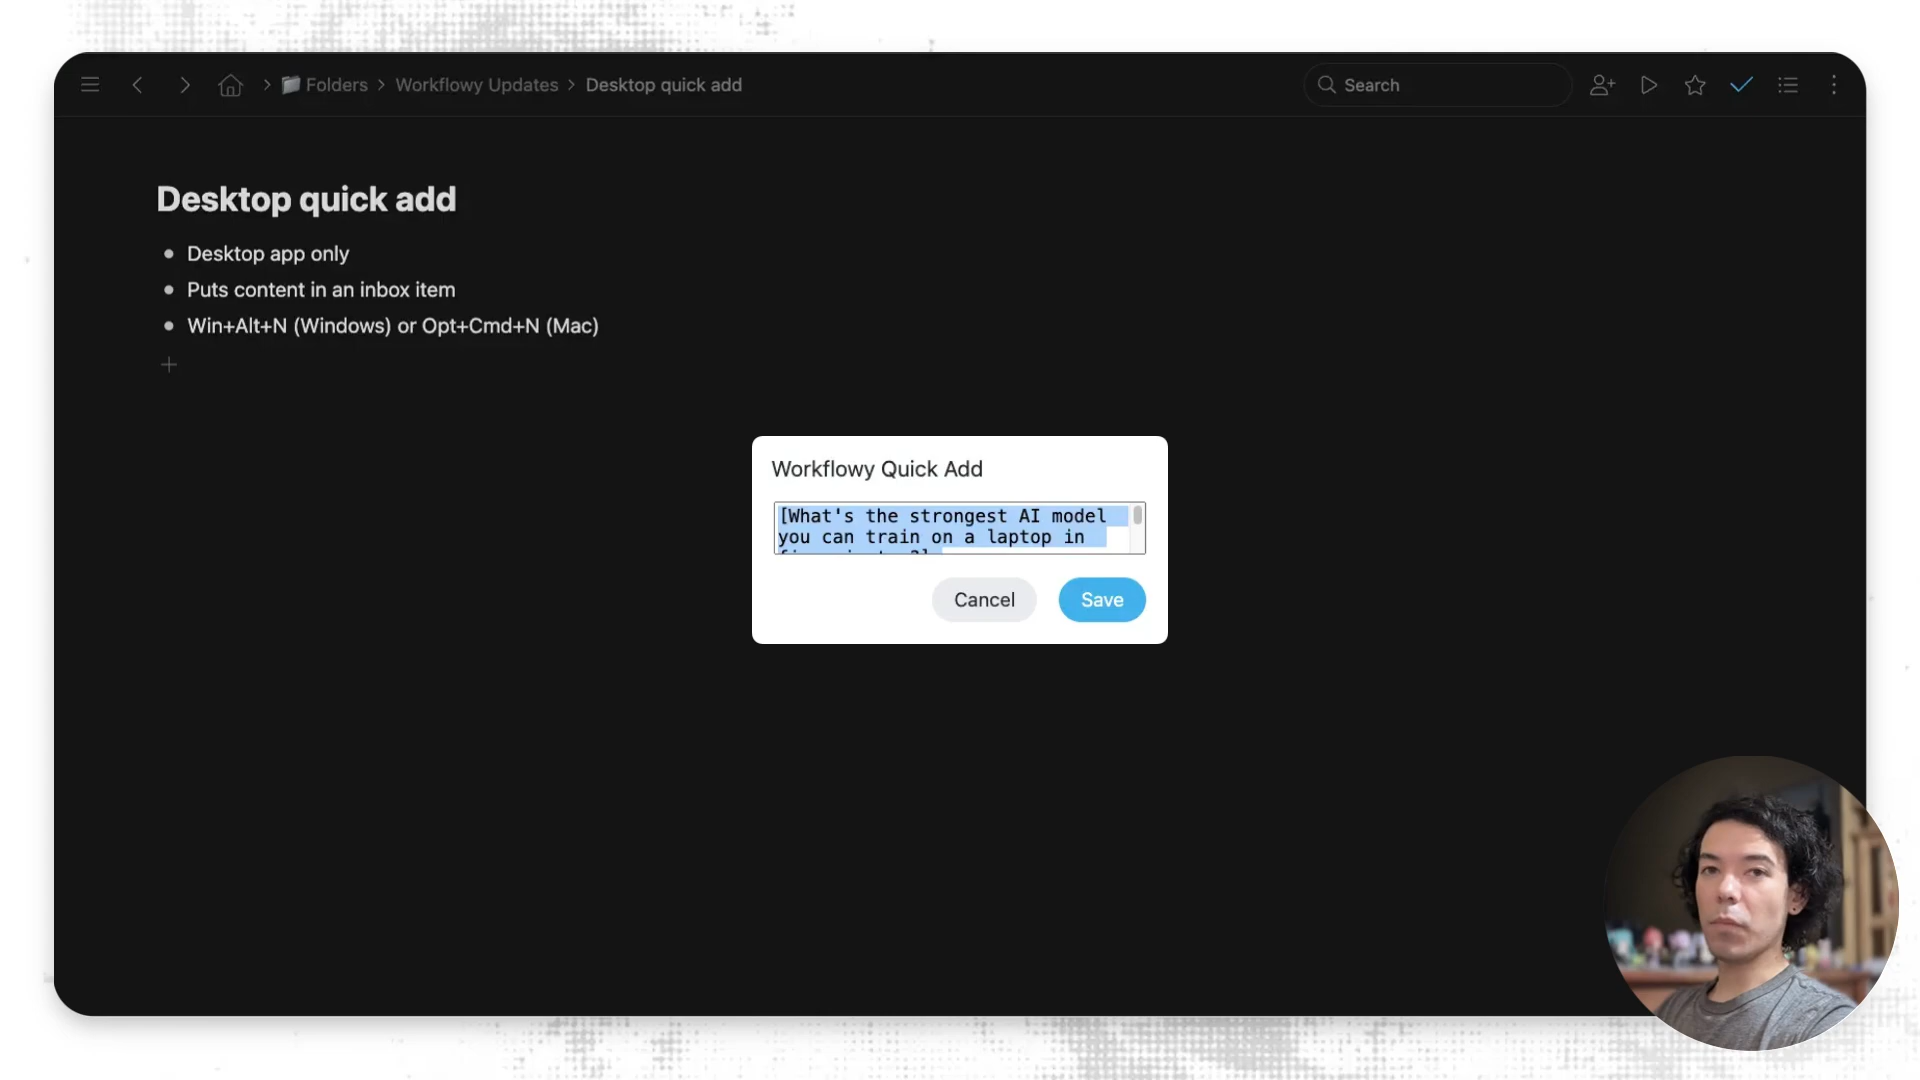 Folders > Workflowy Updates > Desktop quick add
Search
Desktop quick add
Desktop app only
Puts content in an inbox item
Win+Alt+N (Windows) or Opt+Cmd+N (Mac)
Workflowy Quick Add
[What's the strongest AI model
you can train on a laptop in
Cancel
Save